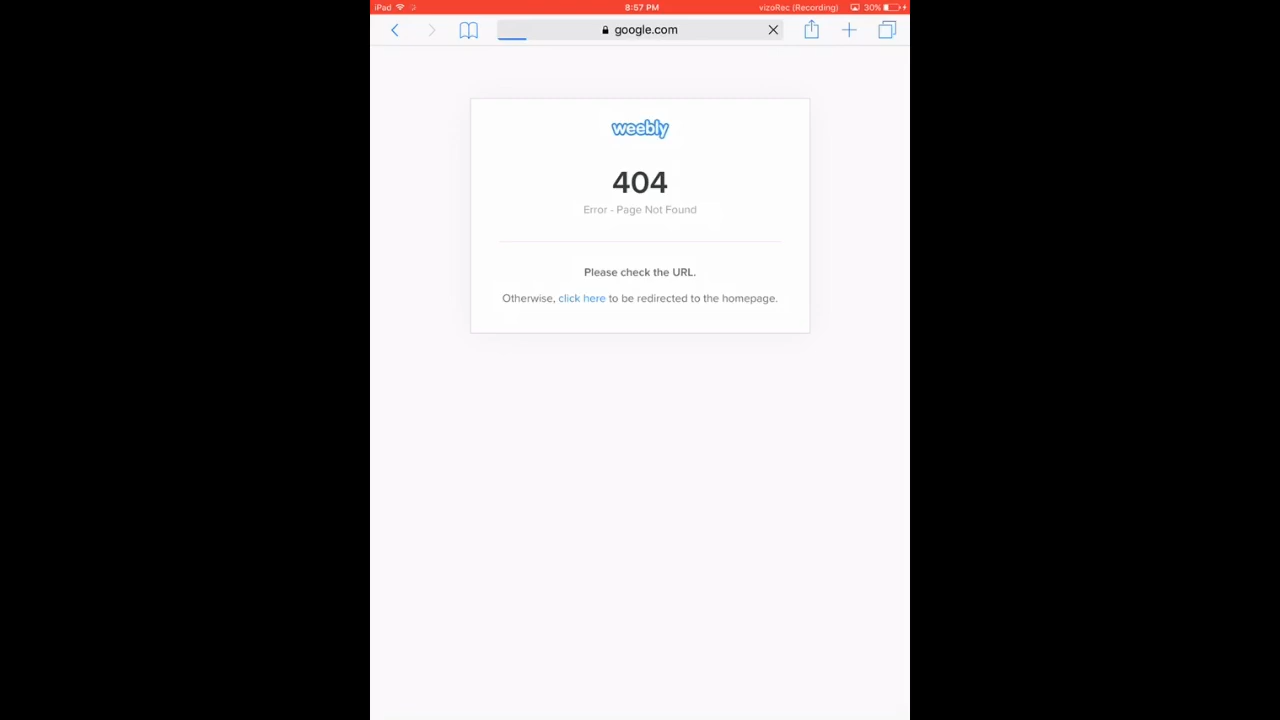 iPad 8:57 PM vizoRec (Recording) 30%
google.com
weebly
404
Error - Page Not Found
Please check the URL.
Otherwise, click here to be redirected to the homepage.